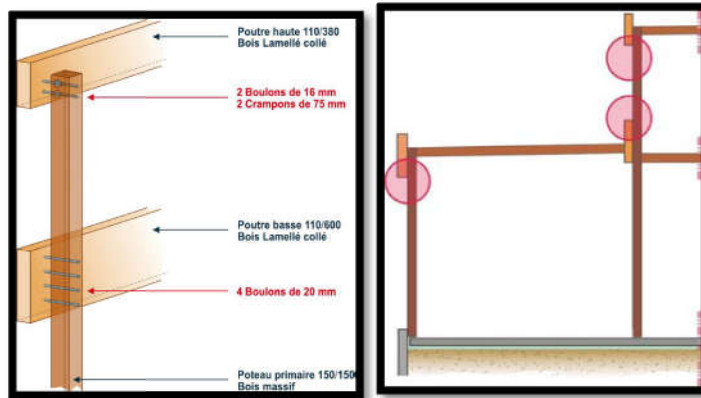 Poutre haute 110/380
Bois Lamellé collé
2 Boulons de 16 mm
2 Crampons de 75 mm
Poutre basse 110/600
Bois Lamellé collé
4 Boulons de 20 mm
Poteau primaire 150/150
Bois massif